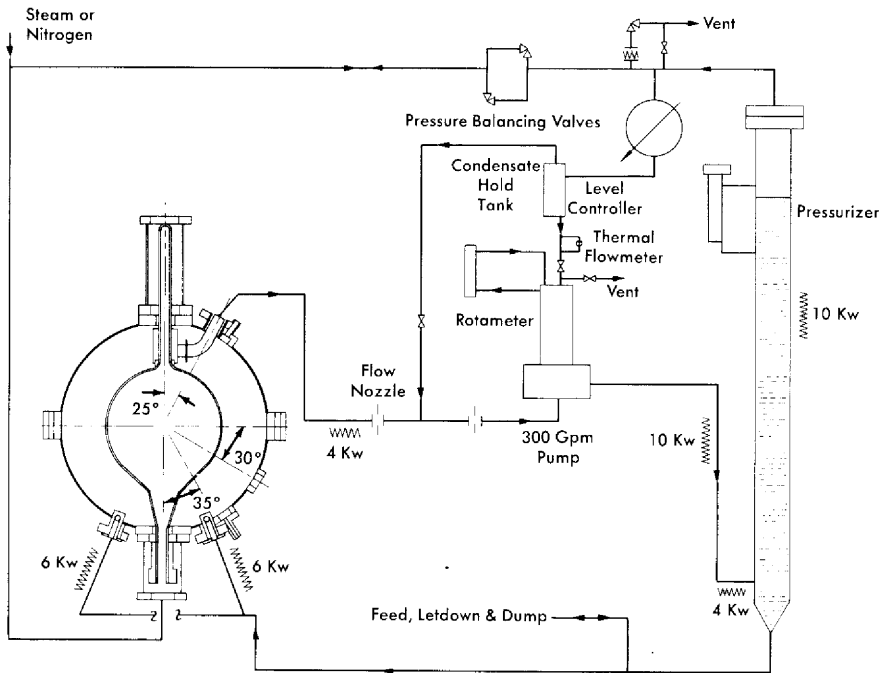 Steam or
Nitrogen
Vent
Pressure Balancing Valves
Condensate
Hold
Tank
Level
Controller
Pressurizer
Thermal
Flowmeter
Vent
10 Kw
Rotameter
Flow
Nozzle
25°
30°
4 Kw
300 Gpm
Pump
10 Kw
35°
6 Kw
6 Kw
4 Kw
Feed, Letdown & Dump